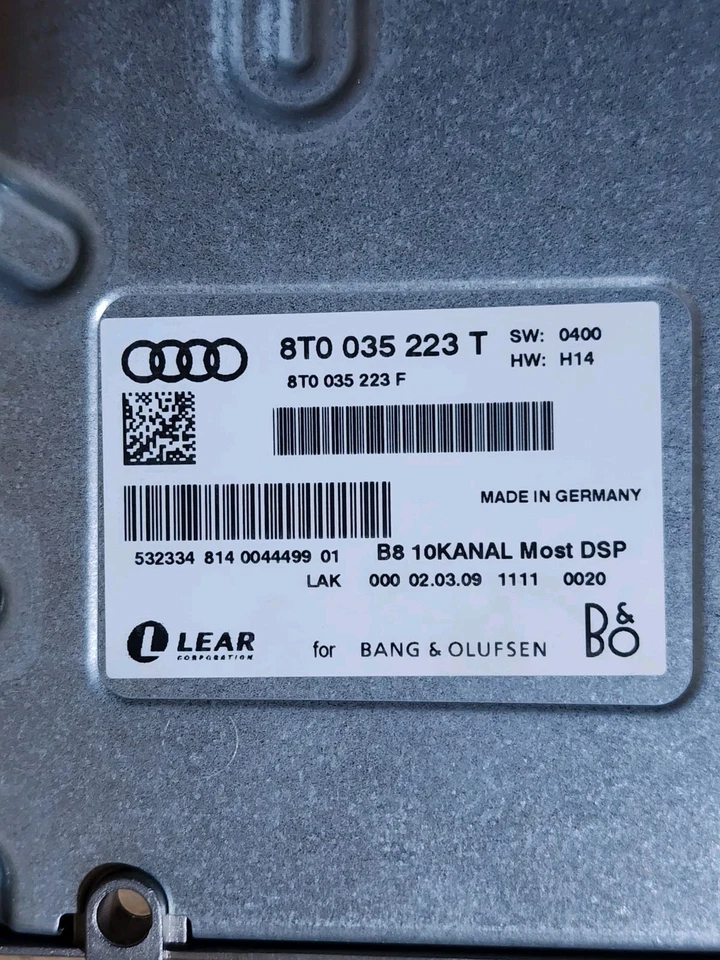 8T0 035 223 T SW: 0400
HW: H14
8T0 035 223 F
MADE IN GERMANY
532334 814 0044499 01 B8 10KANAL Most DSP
LAK 000 02.03.09 1111 0020
L LEAR for BANG & OLUFSEN B&O
CORPORATION